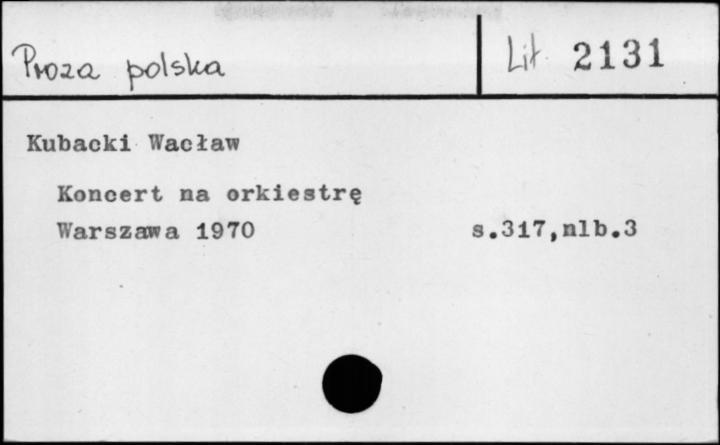 Proza polska
Lit 2131
Kubacki Wacław
Koncert na orkiestrę
Warszawa 1970 s.317,nlb.3